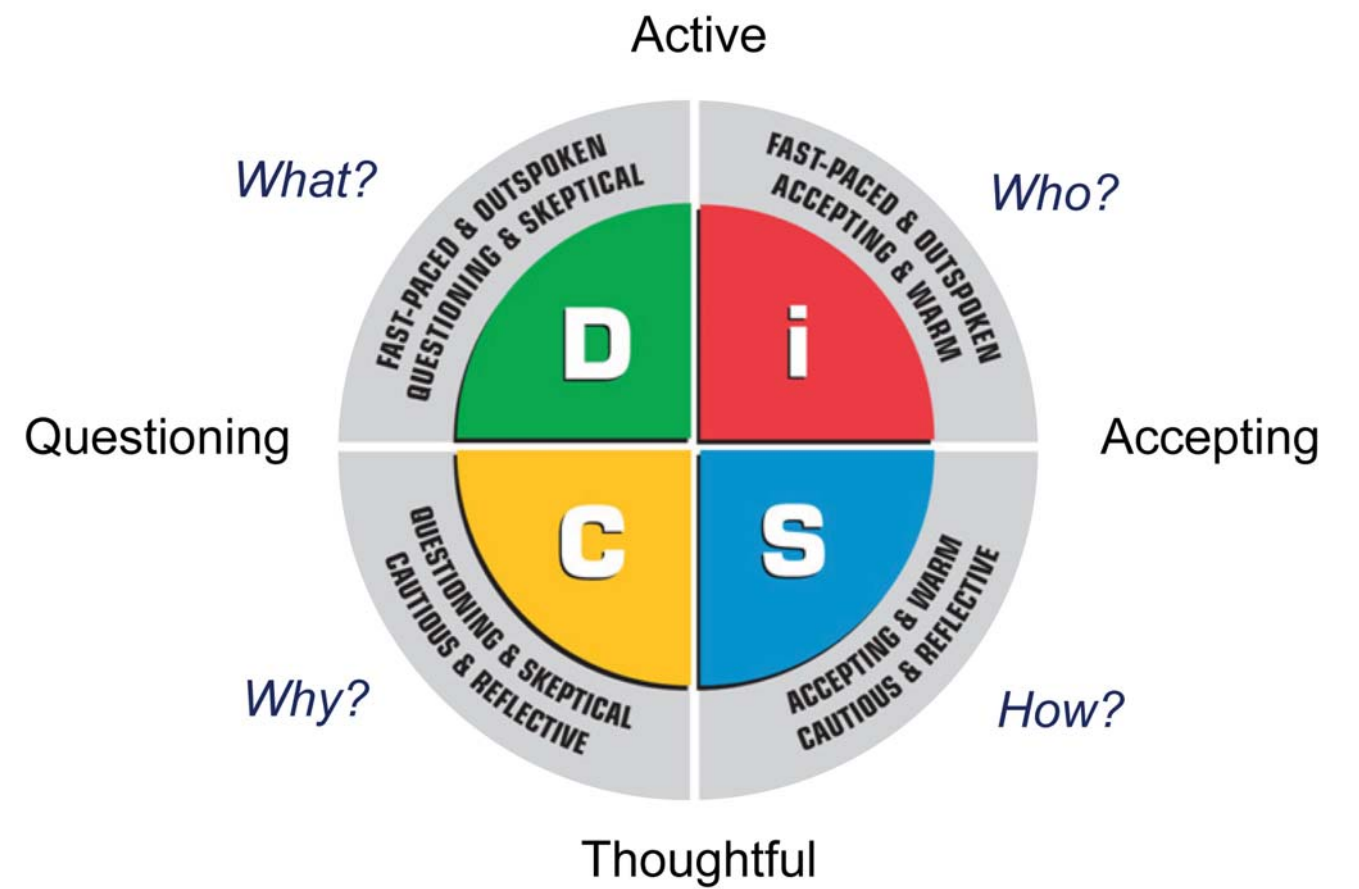 Active
What?
FAST-PACED & OUTSPOKEN
QUESTIONING & SKEPTICAL
FAST-PACED & OUTSPOKEN
ACCEPTING & WARM
Who?
D
i
Questioning
Accepting
C
S
QUESTIONING & SKEPTICAL
CAUTIOUS & REFLECTIVE
ACCEPTING & WARM
CAUTIOUS & REFLECTIVE
Why?
How?
Thoughtful